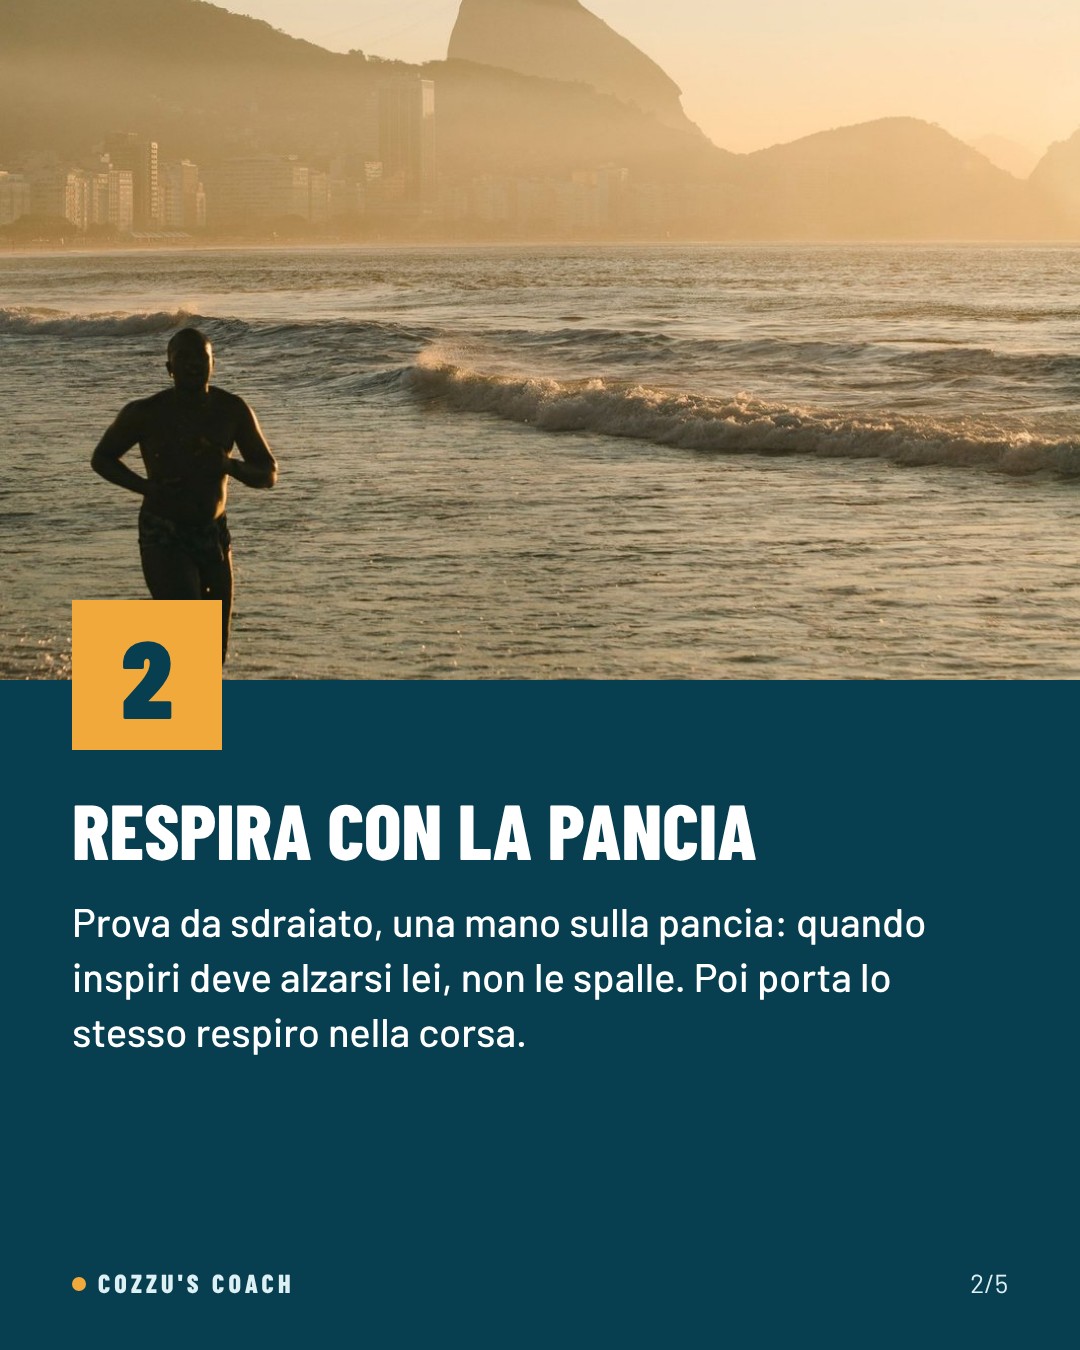 2
RESPIRA CON LA PANCIA
Prova da sdraiato, una mano sulla pancia: quando
inspiri deve alzarsi lei, non le spalle. Poi porta lo
stesso respiro nella corsa.
COZZU'S COACH
2/5